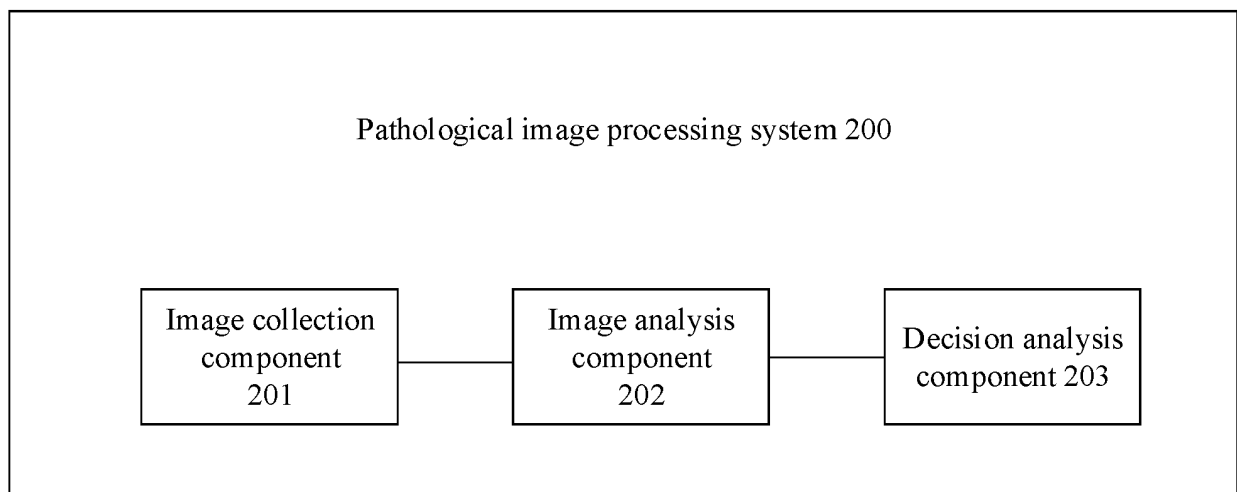 Pathological image processing system 200
Image collection
component
201
Image analysis
component
202
Decision analysis
component 203